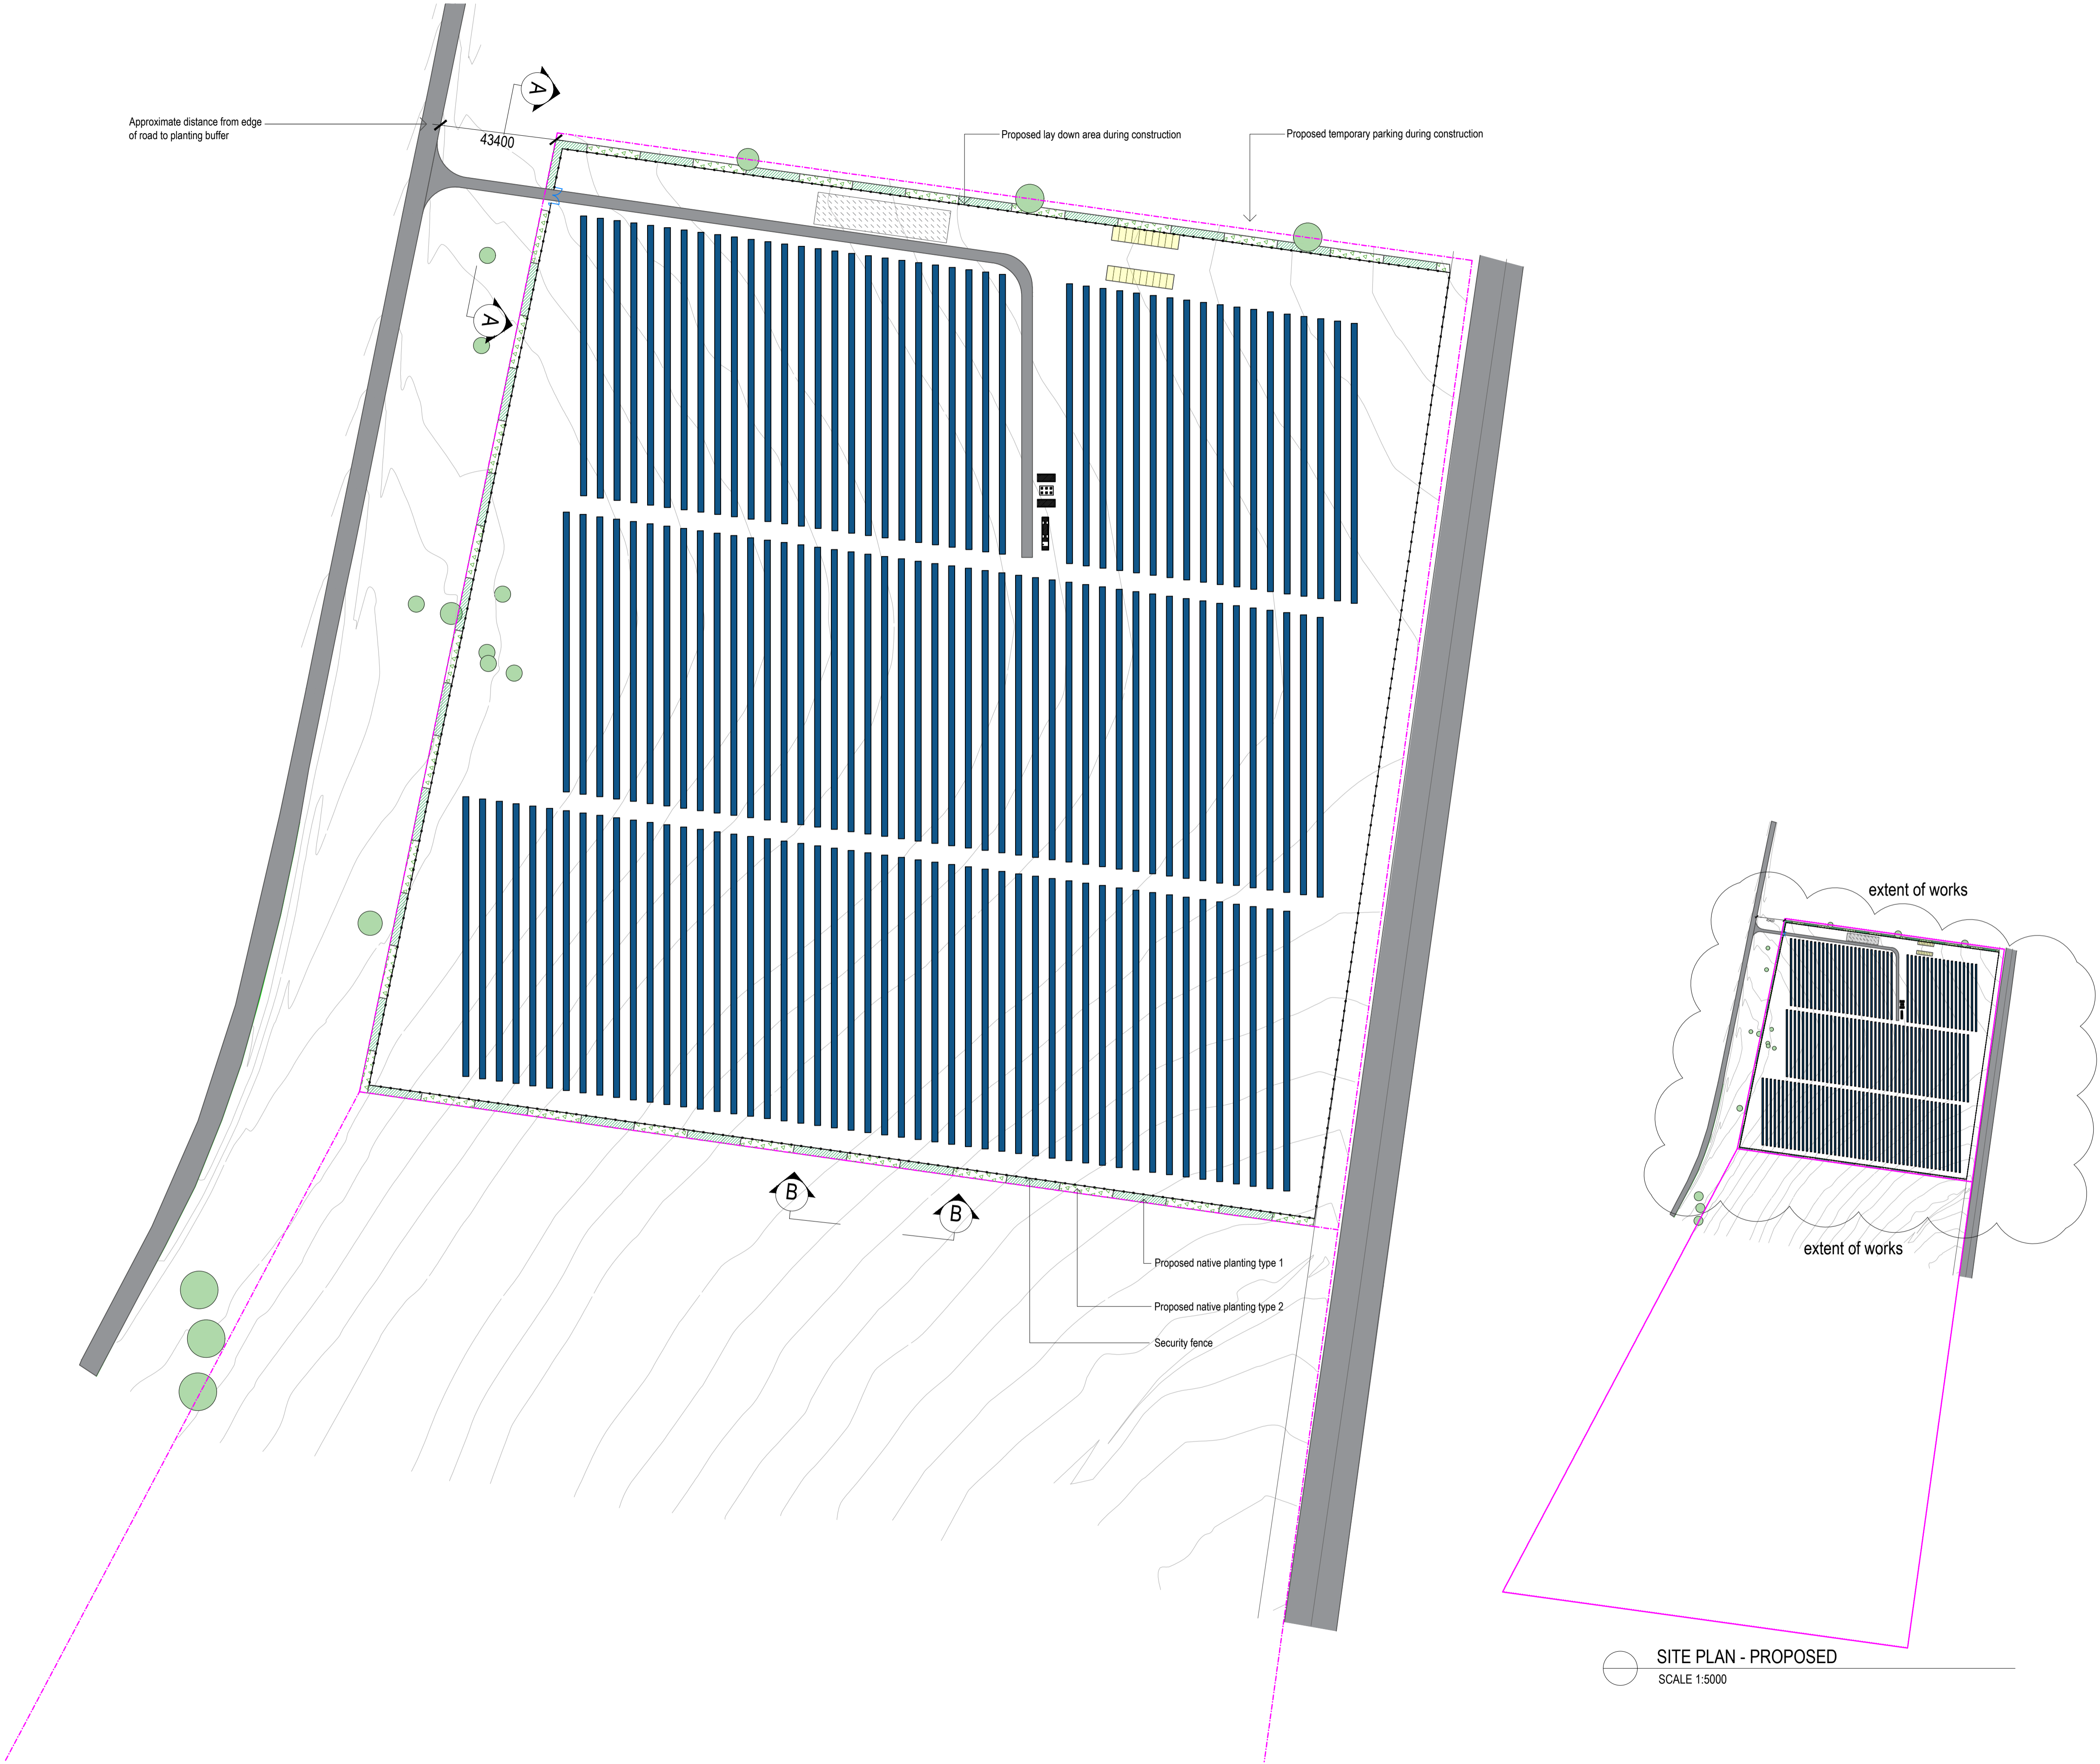 A
Approximate distance from edge
of road to planting buffer
43400
Proposed lay down area during construction
Proposed temporary parking during construction
A
extent of works
B
B
extent of works
Proposed native planting type 1
Proposed native planting type 2
Security fence
SITE PLAN - PROPOSED
SCALE 1:5000